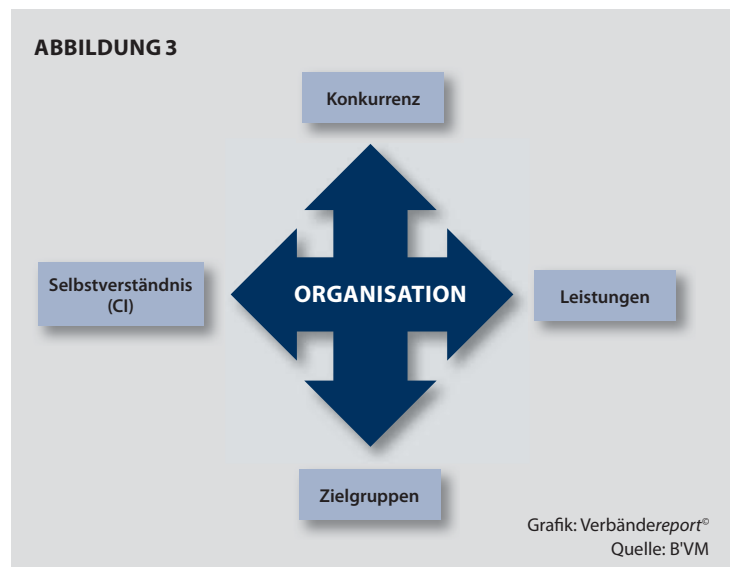 ABBILDUNG 3
Konkurrenz
Selbstverständnis
(CI)
ORGANISATION
Leistungen
Zielgruppen
Grafik: Verbändereport©
Quelle: B'VM